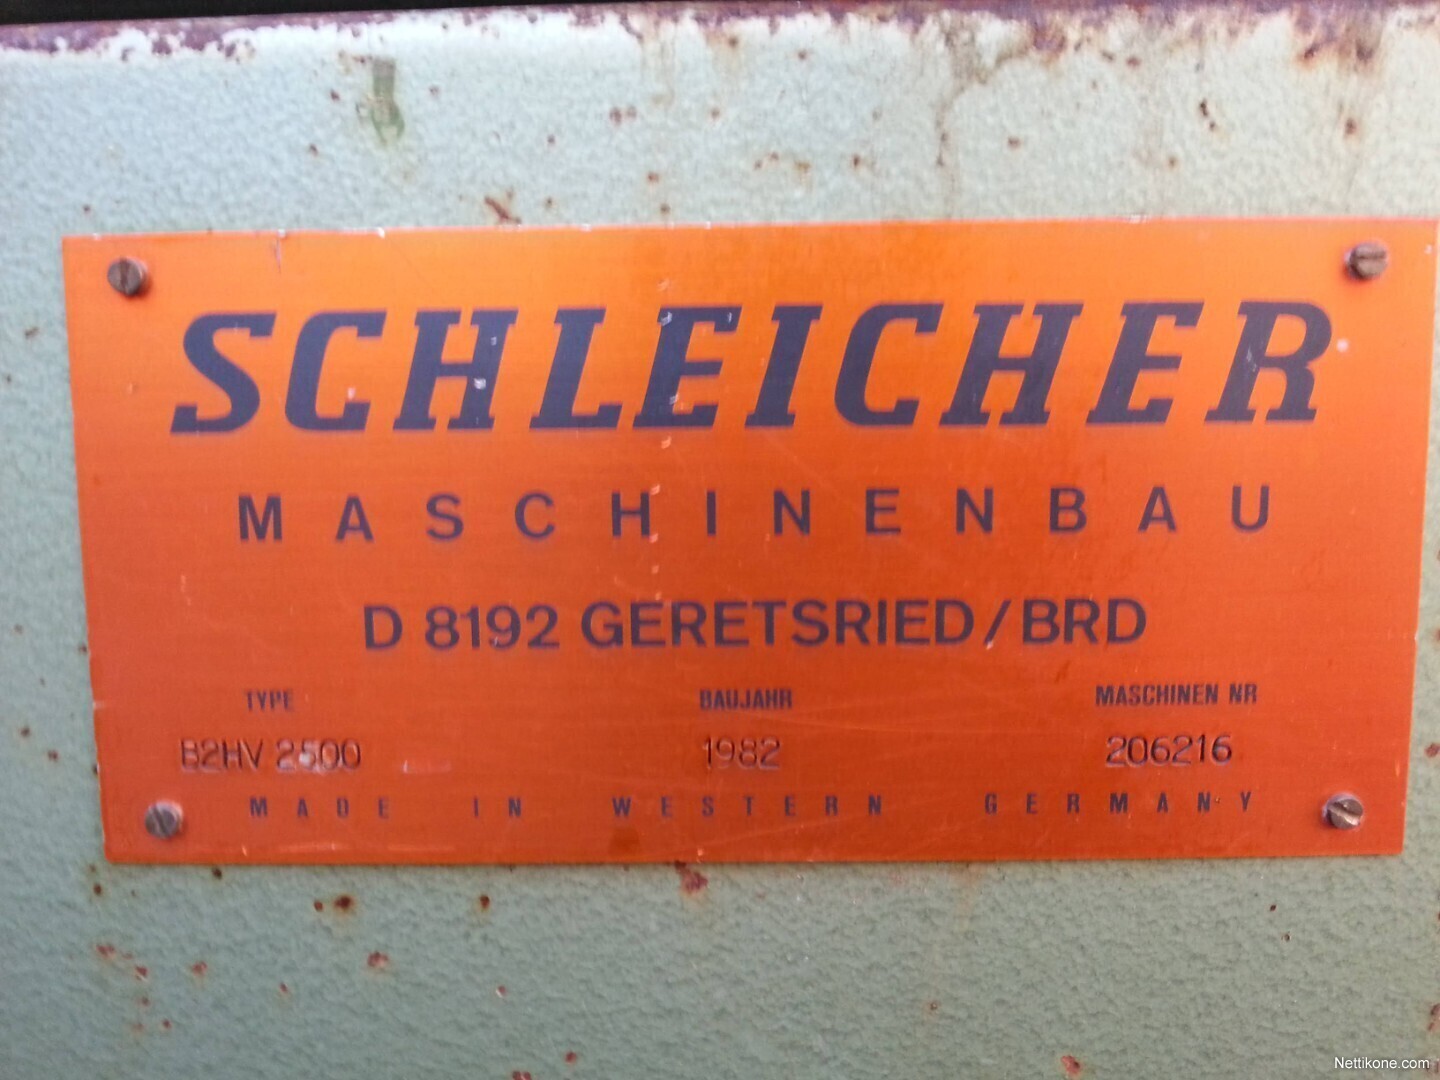 SCHLEICHER
MASCHINENBAU
D 8192 GERETSRIED/BRD
TYPE BAUJAHR MASCHINEN NR
B2HV 2500 1982 206216
MADE IN WESTERN GERMANY
Nettikone.com